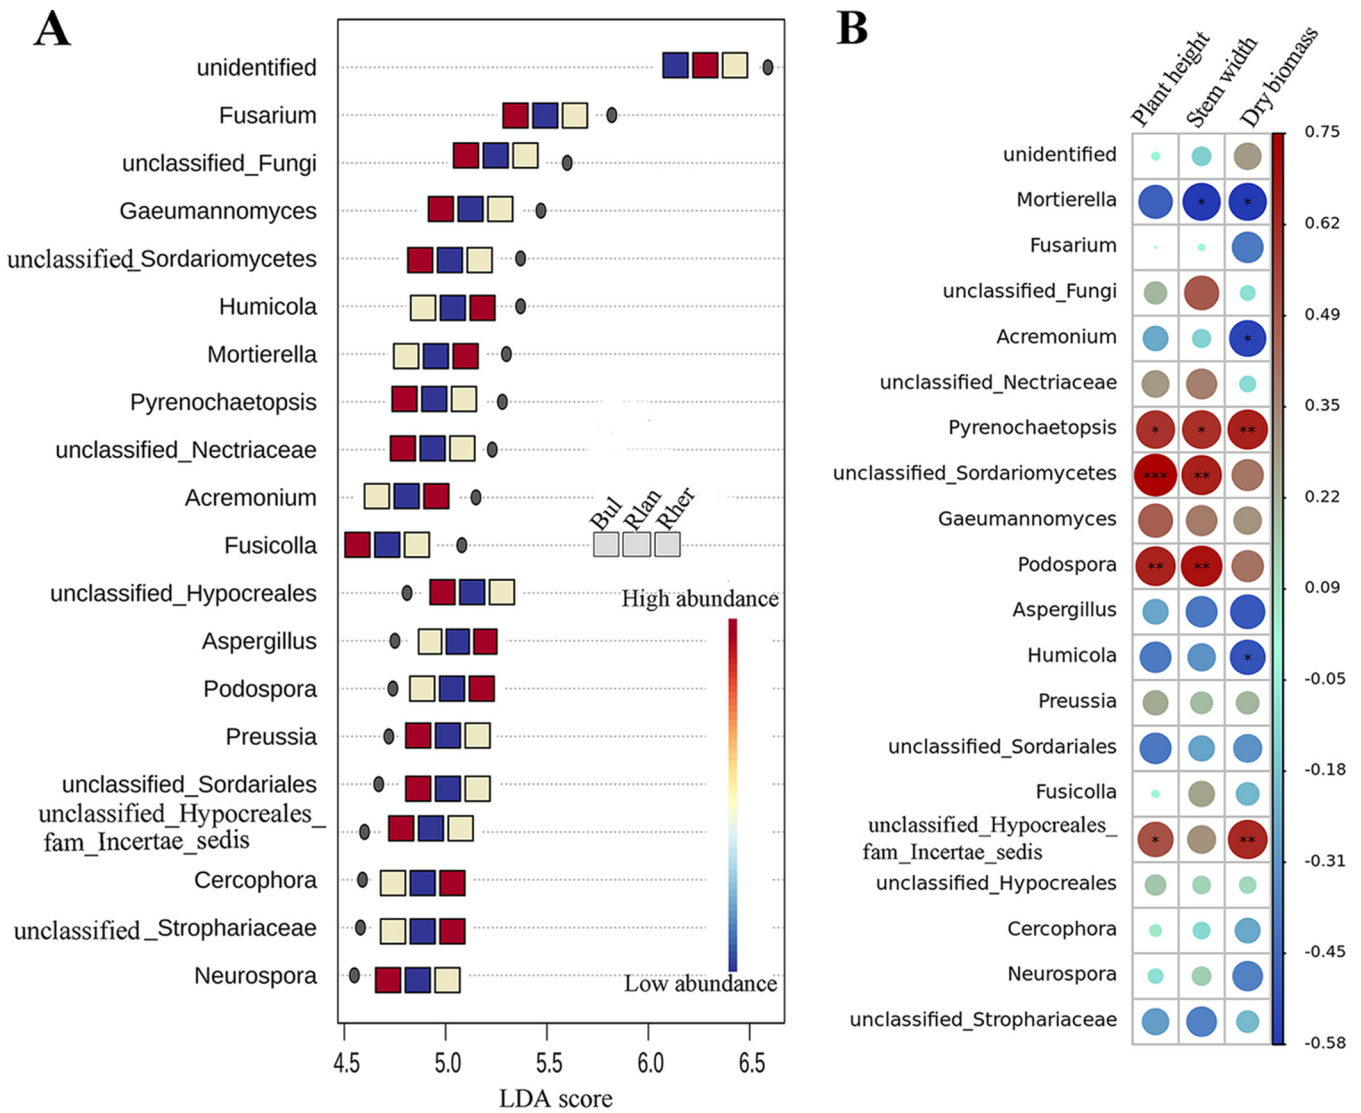 A
unidentified
Fusarium
unclassified_Fungi
Gaeumannomyces
unclassified_Sordariomycetes
Humicola
Mortierella
Pyrenochaetopsis
unclassified_Nectriaceae
Acremonium
Fusicolla
unclassified_Hypocreales
Aspergillus
Podospora
Preussia
unclassified_Sordariales
unclassified_Hypocreales_
fam_Incertae_sedis
Cercophora
unclassified_Strophariaceae
Neurospora
Bul Rlan Rher
High abundance
Low abundance
4.5 5.0 5.5 6.0 6.5
LDA score
B
Plant height Stem width Dry biomass
unidentified
Mortierella * *
Fusarium
unclassified_Fungi
Acremonium *
unclassified_Nectriaceae
Pyrenochaetopsis * * **
unclassified_Sordariomycetes *** **
Gaeumannomyces
Podospora ** **
Aspergillus
Humicola *
Preussia
unclassified_Sordariales
Fusicolla
unclassified_Hypocreales_
fam_Incertae_sedis * **
unclassified_Hypocreales
Cercophora
Neurospora
unclassified_Strophariaceae
0.75
0.62
0.49
0.35
0.22
0.09
-0.05
-0.18
-0.31
-0.45
-0.58